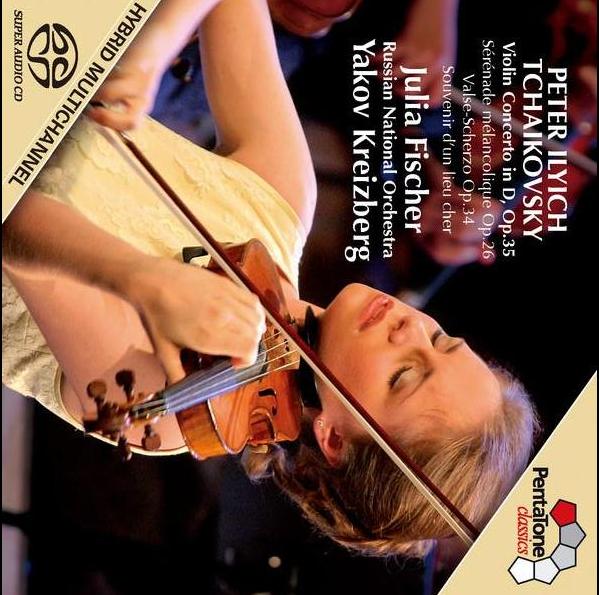 PETER ILYICH
TCHAIKOVSKY
Violin Concerto in D, Op.35
Sérénade mélancolique Op.26
Valse-Scherzo Op.34
Souvenir d'un lieu cher
Julia Fischer
Russian National Orchestra
Yakov Kreizberg
HYBRID MULTICHANNEL
SUPER AUDIO CD
PentaTone
classics